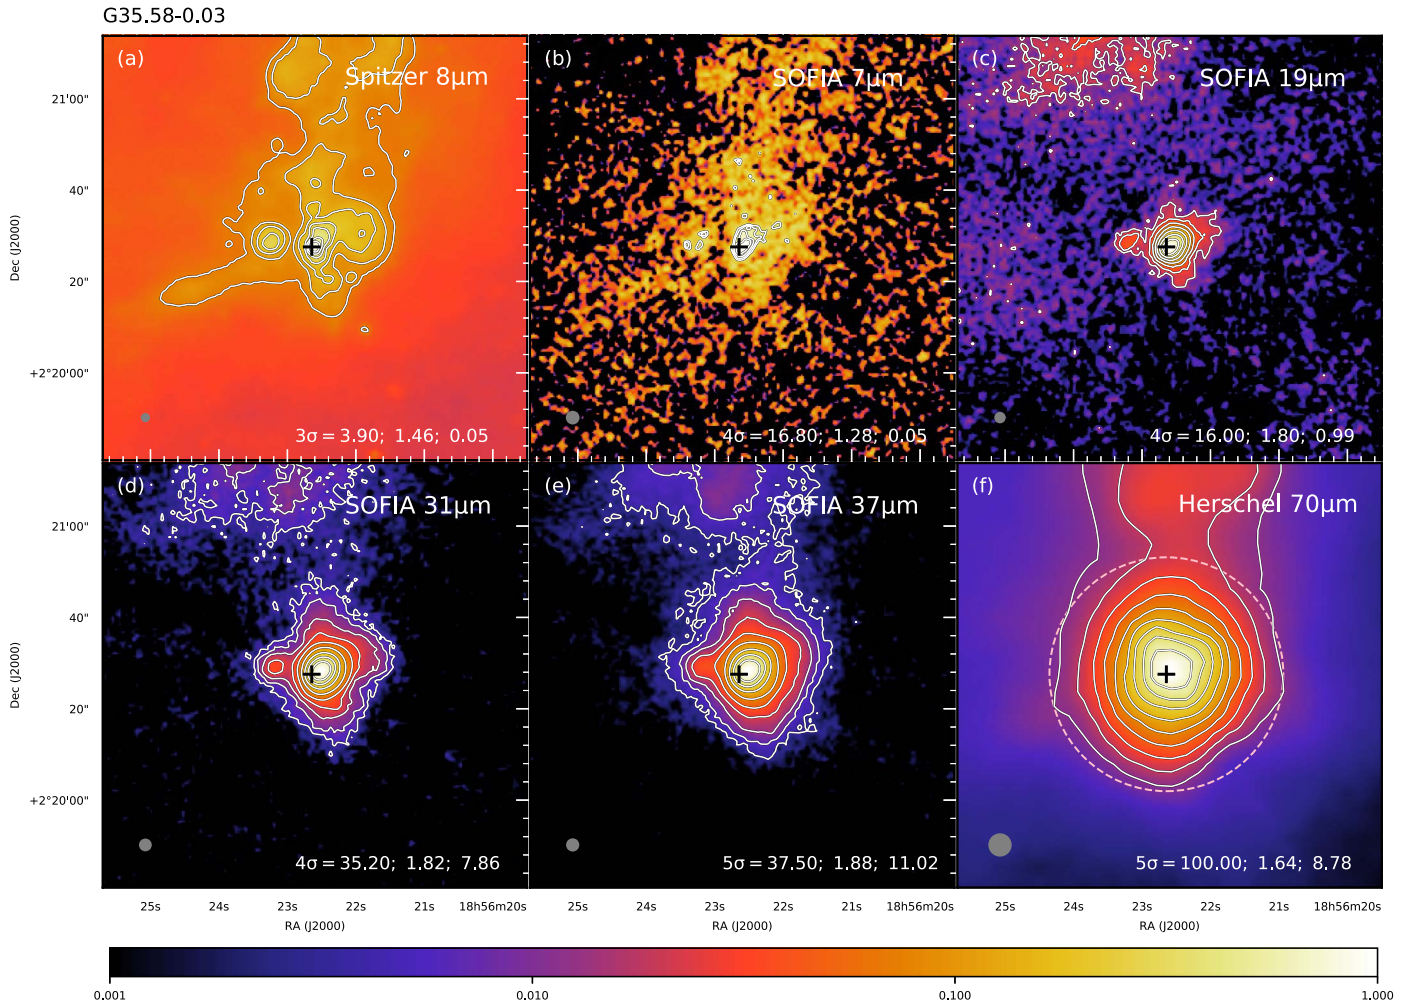 G35.58-0.03
(a)
Spitzer 8μm
(b)
SOFIA 7μm
(c)
SOFIA 19μm
21'00"
40"
Dec (J2000)
20"
+2°20'00"
3σ = 3.90; 1.46; 0.05
4σ = 16.80; 1.28; 0.05
4σ = 16.00; 1.80; 0.99
(d)
SOFIA 31μm
(e)
SOFIA 37μm
(f)
Herschel 70μm
21'00"
40"
Dec (J2000)
20"
+2°20'00"
4σ = 35.20; 1.82; 7.86
5σ = 37.50; 1.88; 11.02
5σ = 100.00; 1.64; 8.78
25s 24s 23s 22s 21s 18h56m20s
25s 24s 23s 22s 21s 18h56m20s
25s 24s 23s 22s 21s 18h56m20s
RA (J2000)
RA (J2000)
RA (J2000)
0.001 0.010 0.100 1.000